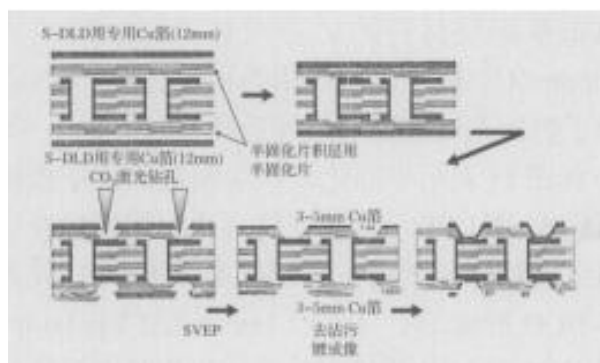 S-DLD用专用Cu箔(12mm)
S-DLD用专用Cu箔(12mm)
半固化片积层用
半固化片
CO₂激光钻孔
3-5mm Cu箔
SVEP
3-5mm Cu箔
去沾污
镀成像